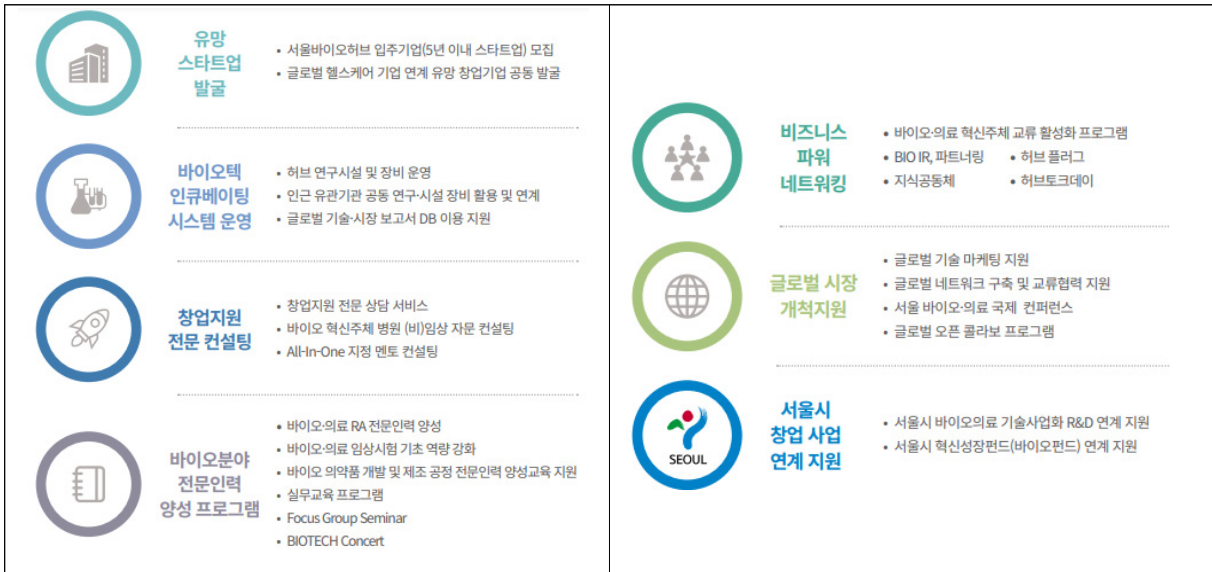 유망
스타트업
발굴
• 서울바이오허브 입주기업(5년 이내 스타트업) 모집
• 글로벌 헬스케어 기업 연계 유망 창업기업 공동 발굴
바이오텍
인큐베이팅
시스템 운영
• 허브 연구시설 및 장비 운영
• 인근 유관기관 공동 연구·시설 장비 활용 및 연계
• 글로벌 기술·시장 보고서 DB 이용 지원
창업지원
전문 컨설팅
• 창업지원 전문 상담 서비스
• 바이오 혁신주체 병원 (비)임상 자문 컨설팅
• All-In-One 지정 멘토 컨설팅
바이오분야
전문인력
양성 프로그램
• 바이오·의료 RA 전문인력 양성
• 바이오·의료 임상시험 기초 역량 강화
• 바이오 의약품 개발 및 제조 공정 전문인력 양성교육 지원
• 실무교육 프로그램
• Focus Group Seminar
• BIOTECH Concert
비즈니스
파워
네트워킹
• 바이오·의료 혁신주체 교류 활성화 프로그램
• BIO IR, 파트너링 • 허브 플러그
• 지식공동체 • 허브토크데이
글로벌 시장
개척지원
• 글로벌 기술 마케팅 지원
• 글로벌 네트워크 구축 및 교류협력 지원
• 서울 바이오·의료 국제 컨퍼런스
• 글로벌 오픈 콜라보 프로그램
SEOUL
서울시
창업 사업
연계 지원
• 서울시 바이오의료 기술사업화 R&D 연계 지원
• 서울시 혁신성장펀드(바이오펀드) 연계 지원